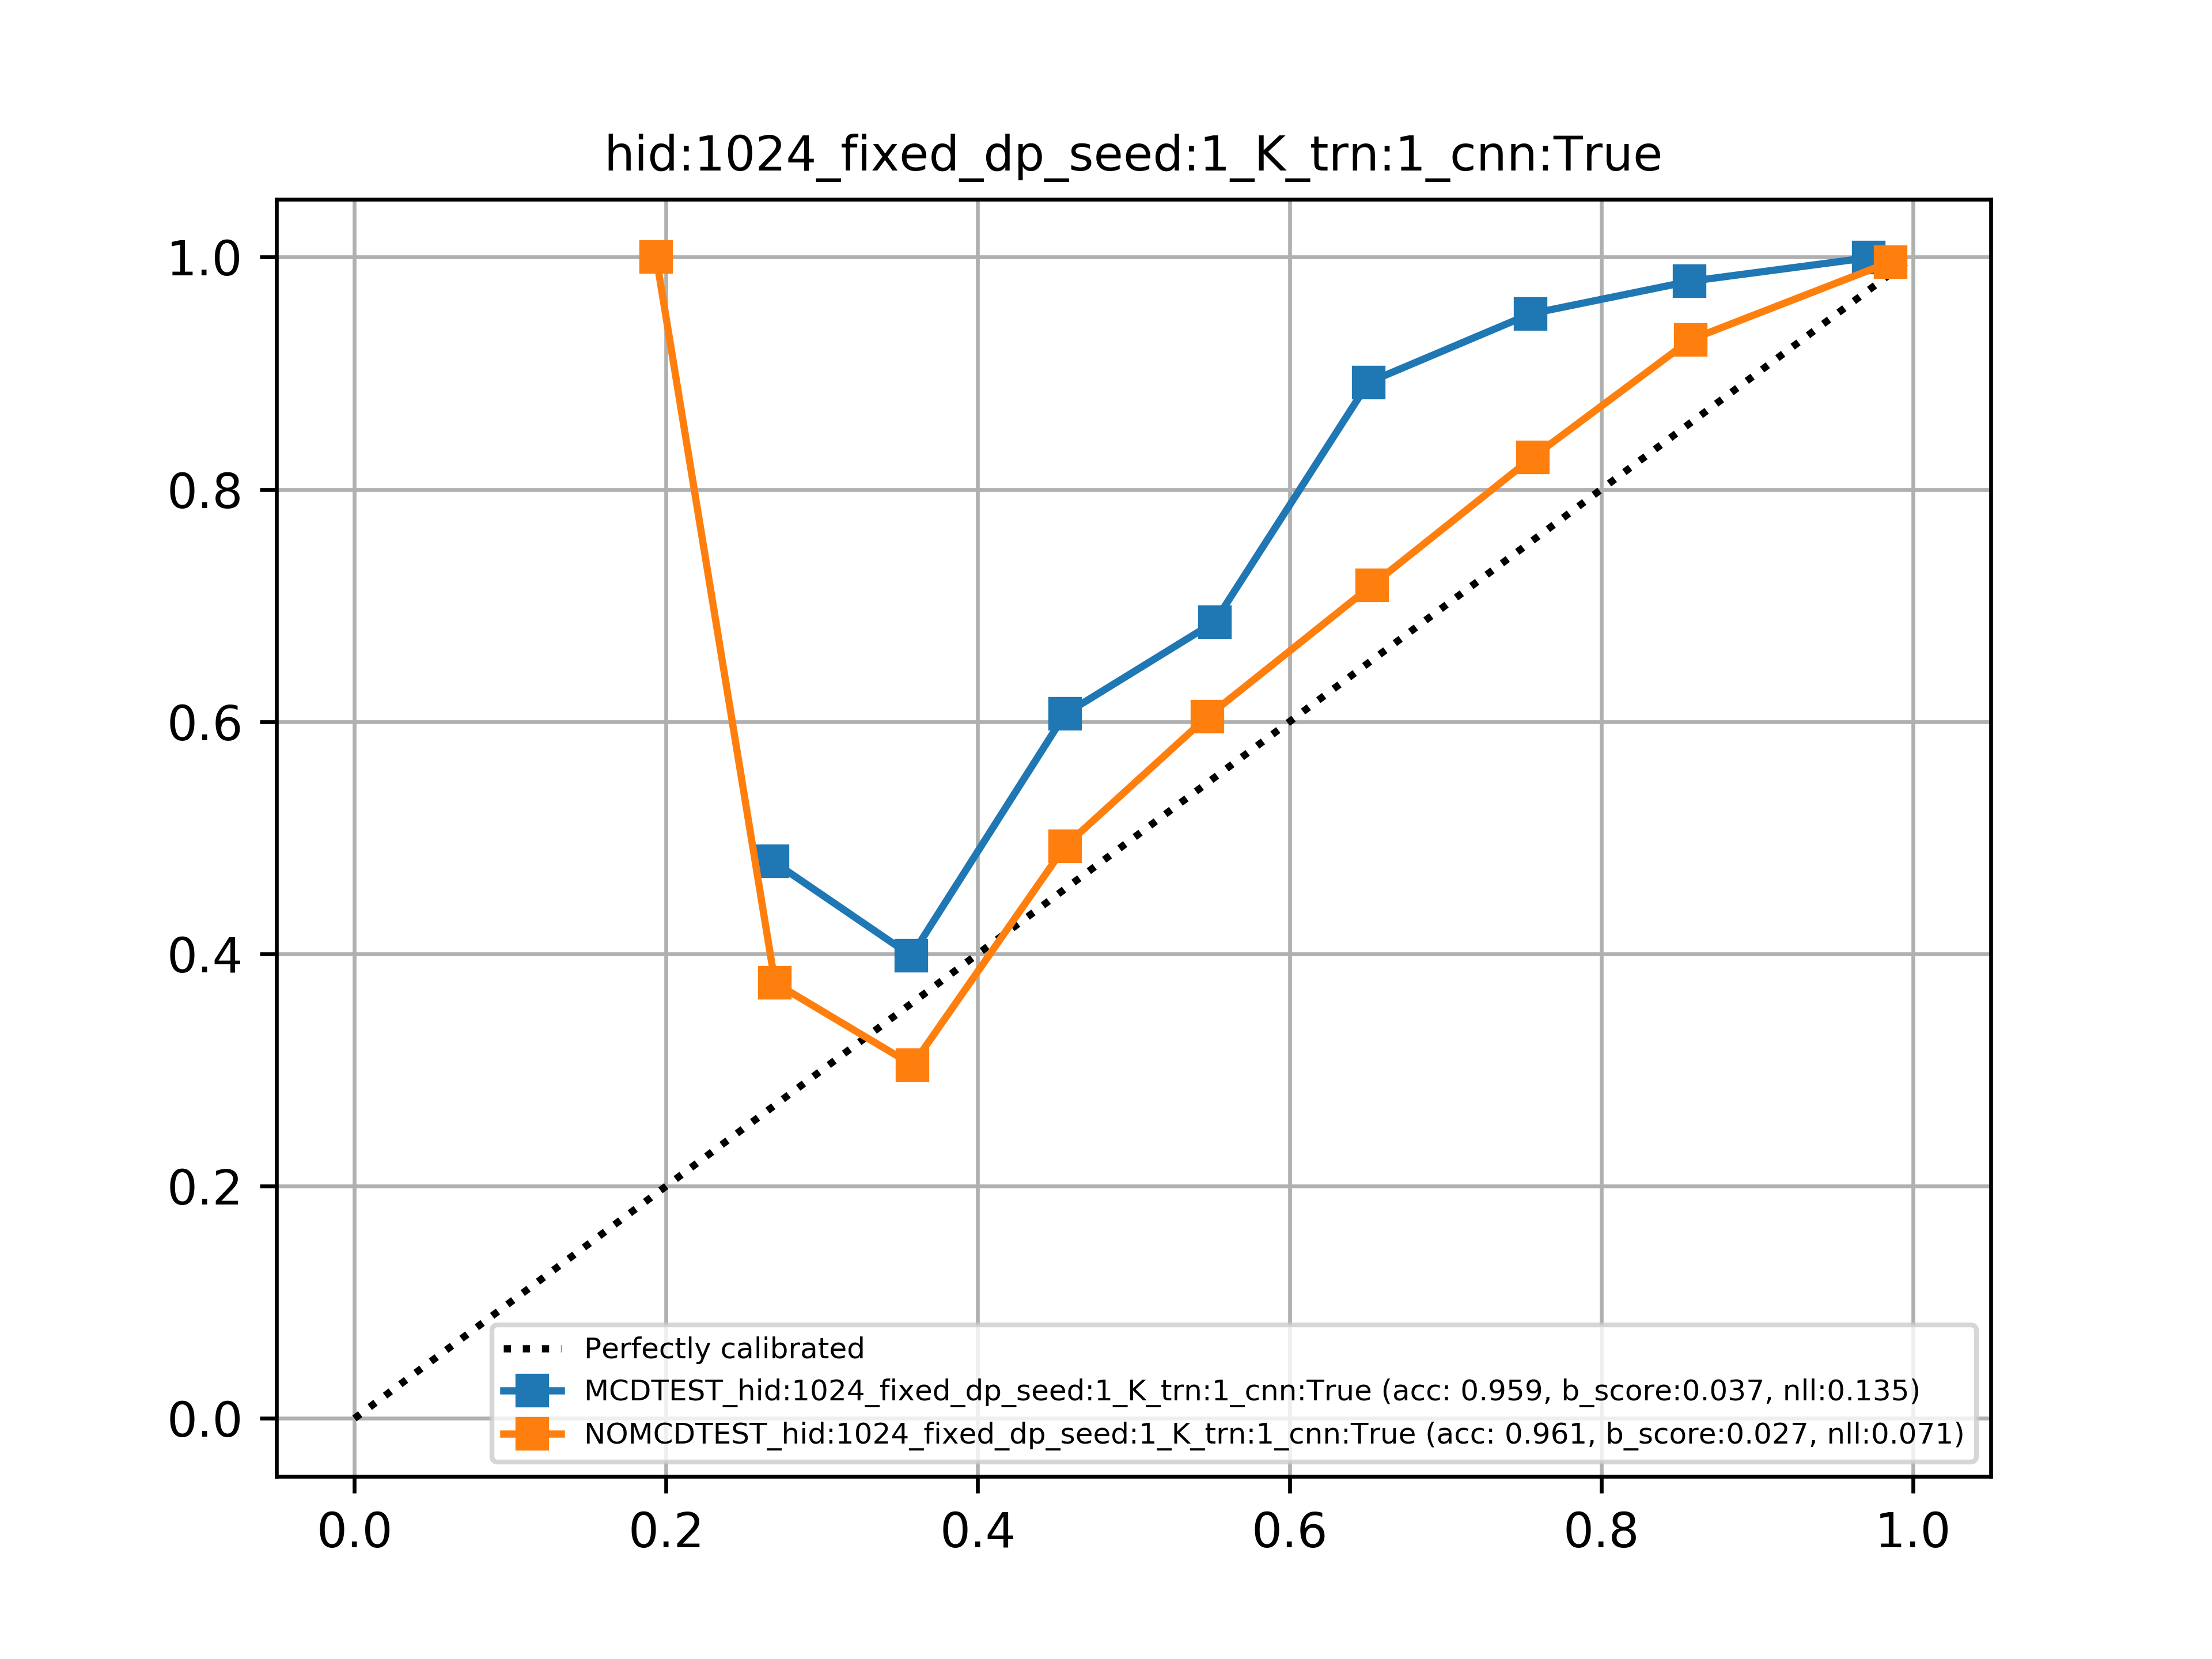 hid:1024_fixed_dp_seed:1_K_trn:1_cnn:True
1.0
0.8
0.6
0.4
0.2
0.0
Perfectly calibrated
MCDTEST_hid:1024_fixed_dp_seed:1_K_trn:1_cnn:True (acc: 0.959, b_score:0.037, nll:0.135)
NOMCDTEST_hid:1024_fixed_dp_seed:1_K_trn:1_cnn:True (acc: 0.961, b_score:0.027, nll:0.071)
0.0 0.2 0.4 0.6 0.8 1.0